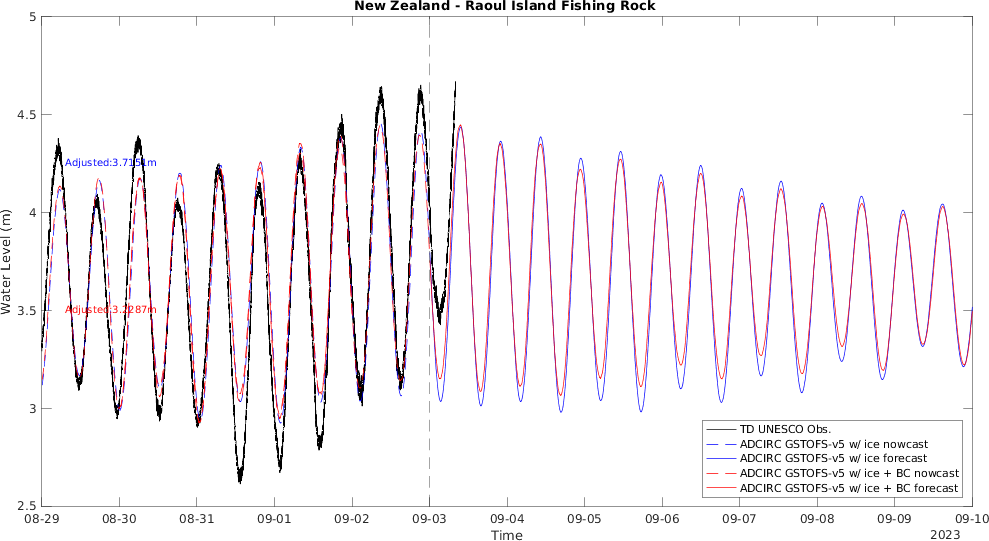 New Zealand - Raoul Island Fishing Rock
5
4.5
4
3.5
3
2.5
Water Level (m)
Adjusted:3.7151m
Adjusted:3.2287m
TD UNESCO Obs.
ADCIRC GSTOFS-v5 w/ ice nowcast
ADCIRC GSTOFS-v5 w/ ice forecast
ADCIRC GSTOFS-v5 w/ ice + BC nowcast
ADCIRC GSTOFS-v5 w/ ice + BC forecast
08-29 08-30 08-31 09-01 09-02 09-03 09-04 09-05 09-06 09-07 09-08 09-09 09-10
Time 2023